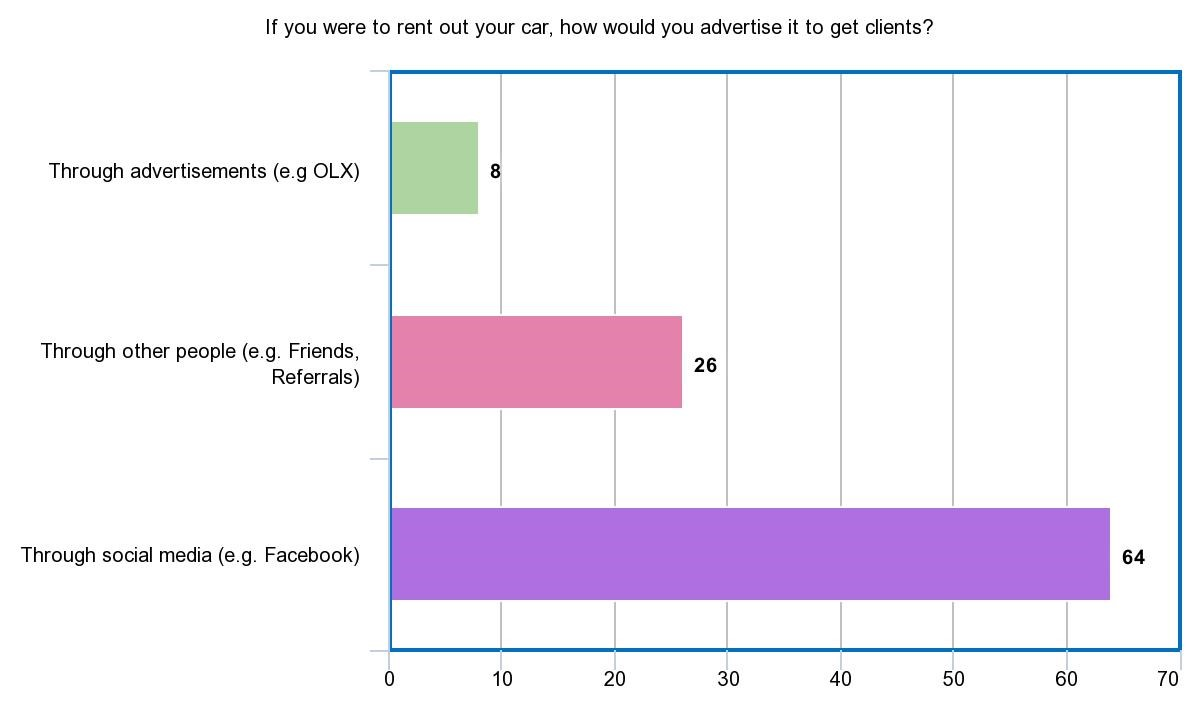 If you were to rent out your car, how would you advertise it to get clients?
Through advertisements (e.g OLX)
8
Through other people (e.g. Friends,
Referrals)
26
Through social media (e.g. Facebook)
64
0 10 20 30 40 50 60 70